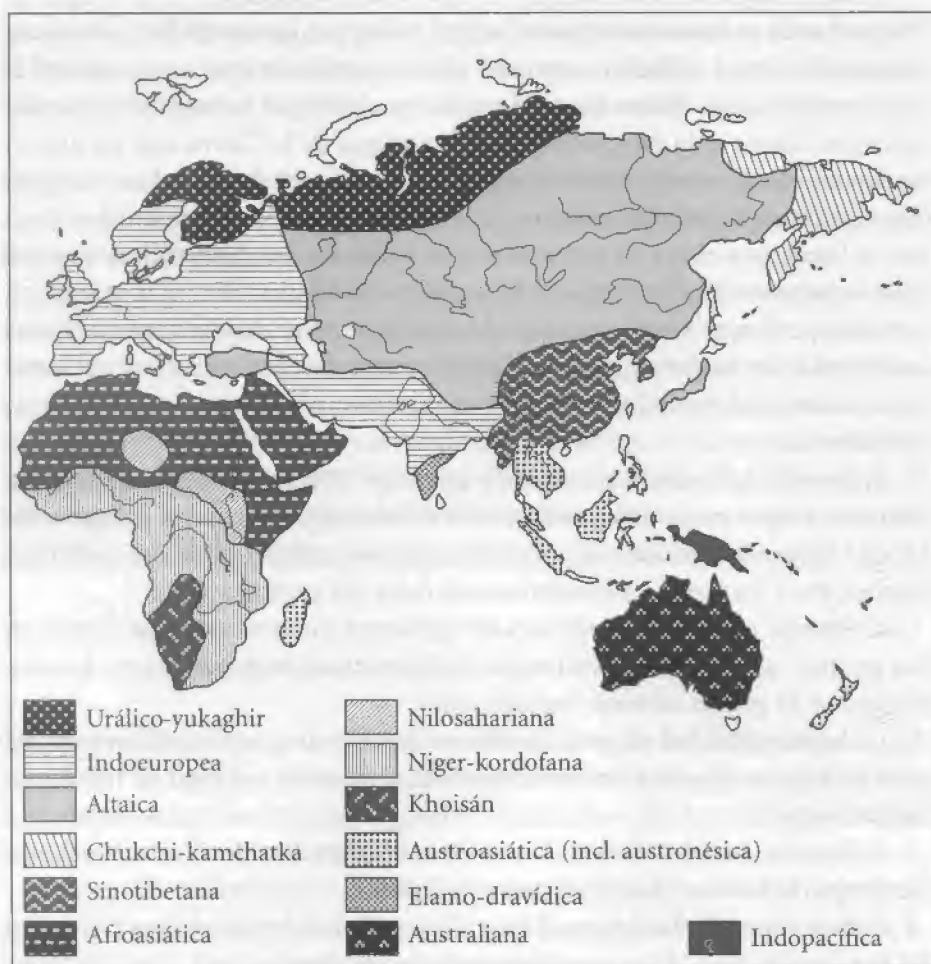 Urálico-yukaghir
Indoeuropea
Altaica
Chukchi-kamchatka
Sinotibetana
Afroasiática
Nilosahariana
Niger-kordofana
Khoisán
Austroasiática (incl. austronésica)
Elamo-dravídica
Australiana
Indopacífica